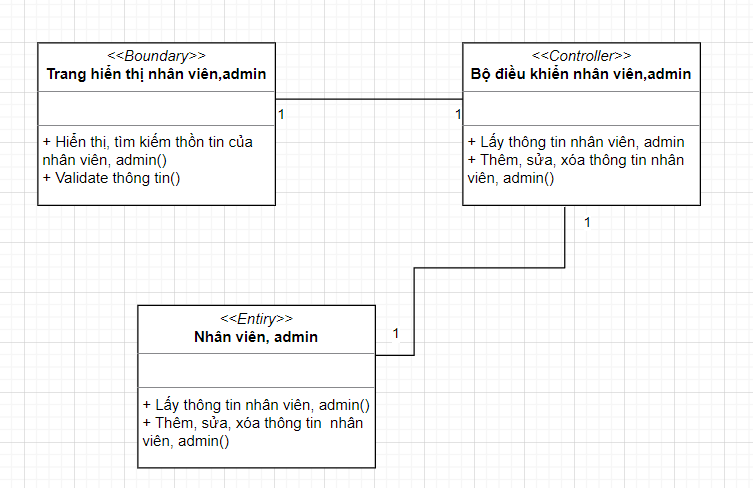 <<Boundary>>
Trang hiển thị nhân viên,admin
+ Hiển thị, tìm kiếm thồn tin của
nhân viên, admin()
+ Validate thông tin()
1
1
<<Controller>>
Bộ điều khiển nhân viên,admin
+ Lấy thông tin nhân viên, admin
+ Thêm, sửa, xóa thông tin nhân
viên, admin()
1
1
<<Entiry>>
Nhân viên, admin
+ Lấy thông tin nhân viên, admin()
+ Thêm, sửa, xóa thông tin  nhân
viên, admin()